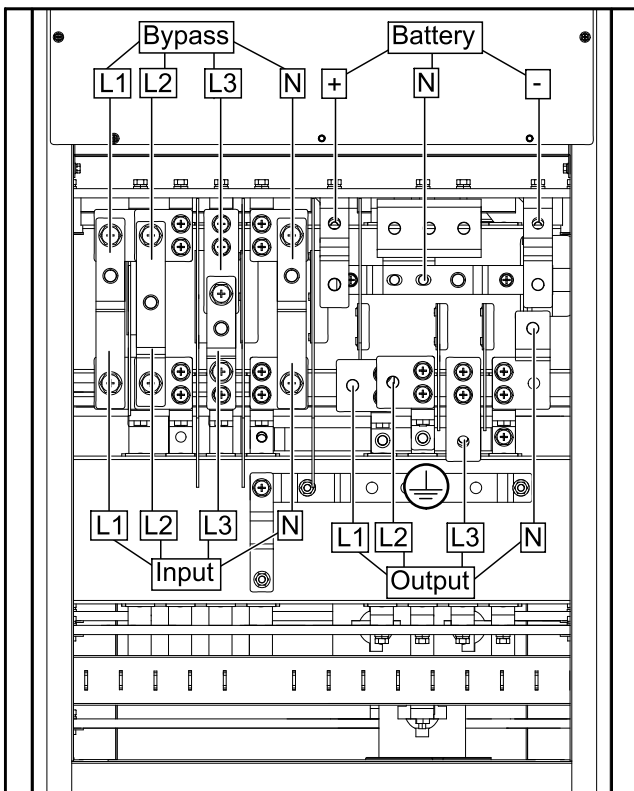 Bypass Battery
L1 L2 L3 N + N -
L1 L2 L3 N L1 L2 L3 N
Input Output